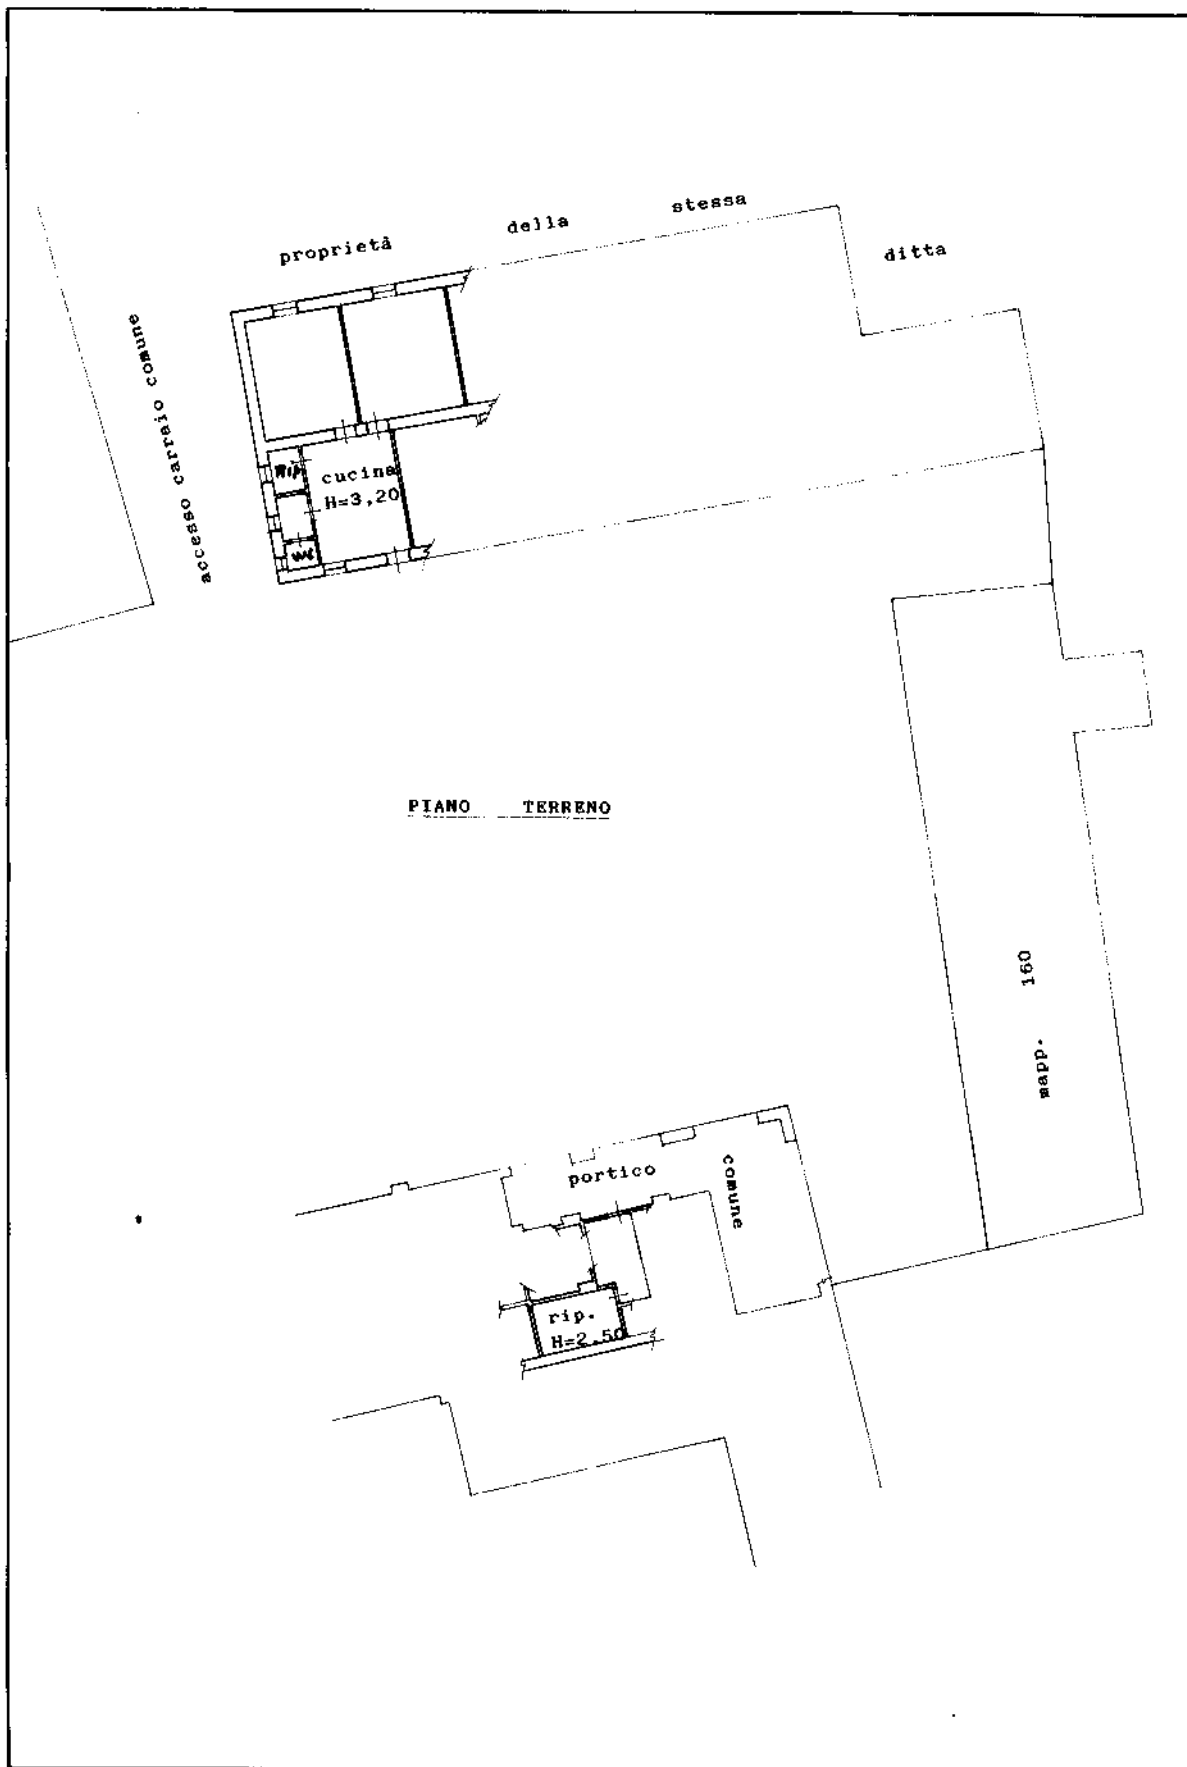 proprietà della stessa ditta
accesso carraio comune
Rip
cucina
H=3,20
WC
PIANO TERRENO
mapp. 160
portico comune
rip.
H=2.50